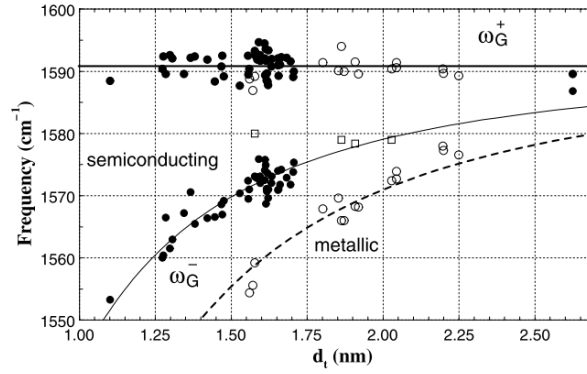 1600
1590
1580
1570
1560
1550
Frequency (cm⁻¹)
ω_G⁺
semiconducting
metallic
ω_G⁻
1.00 1.25 1.50 1.75 2.00 2.25 2.50
d_t (nm)